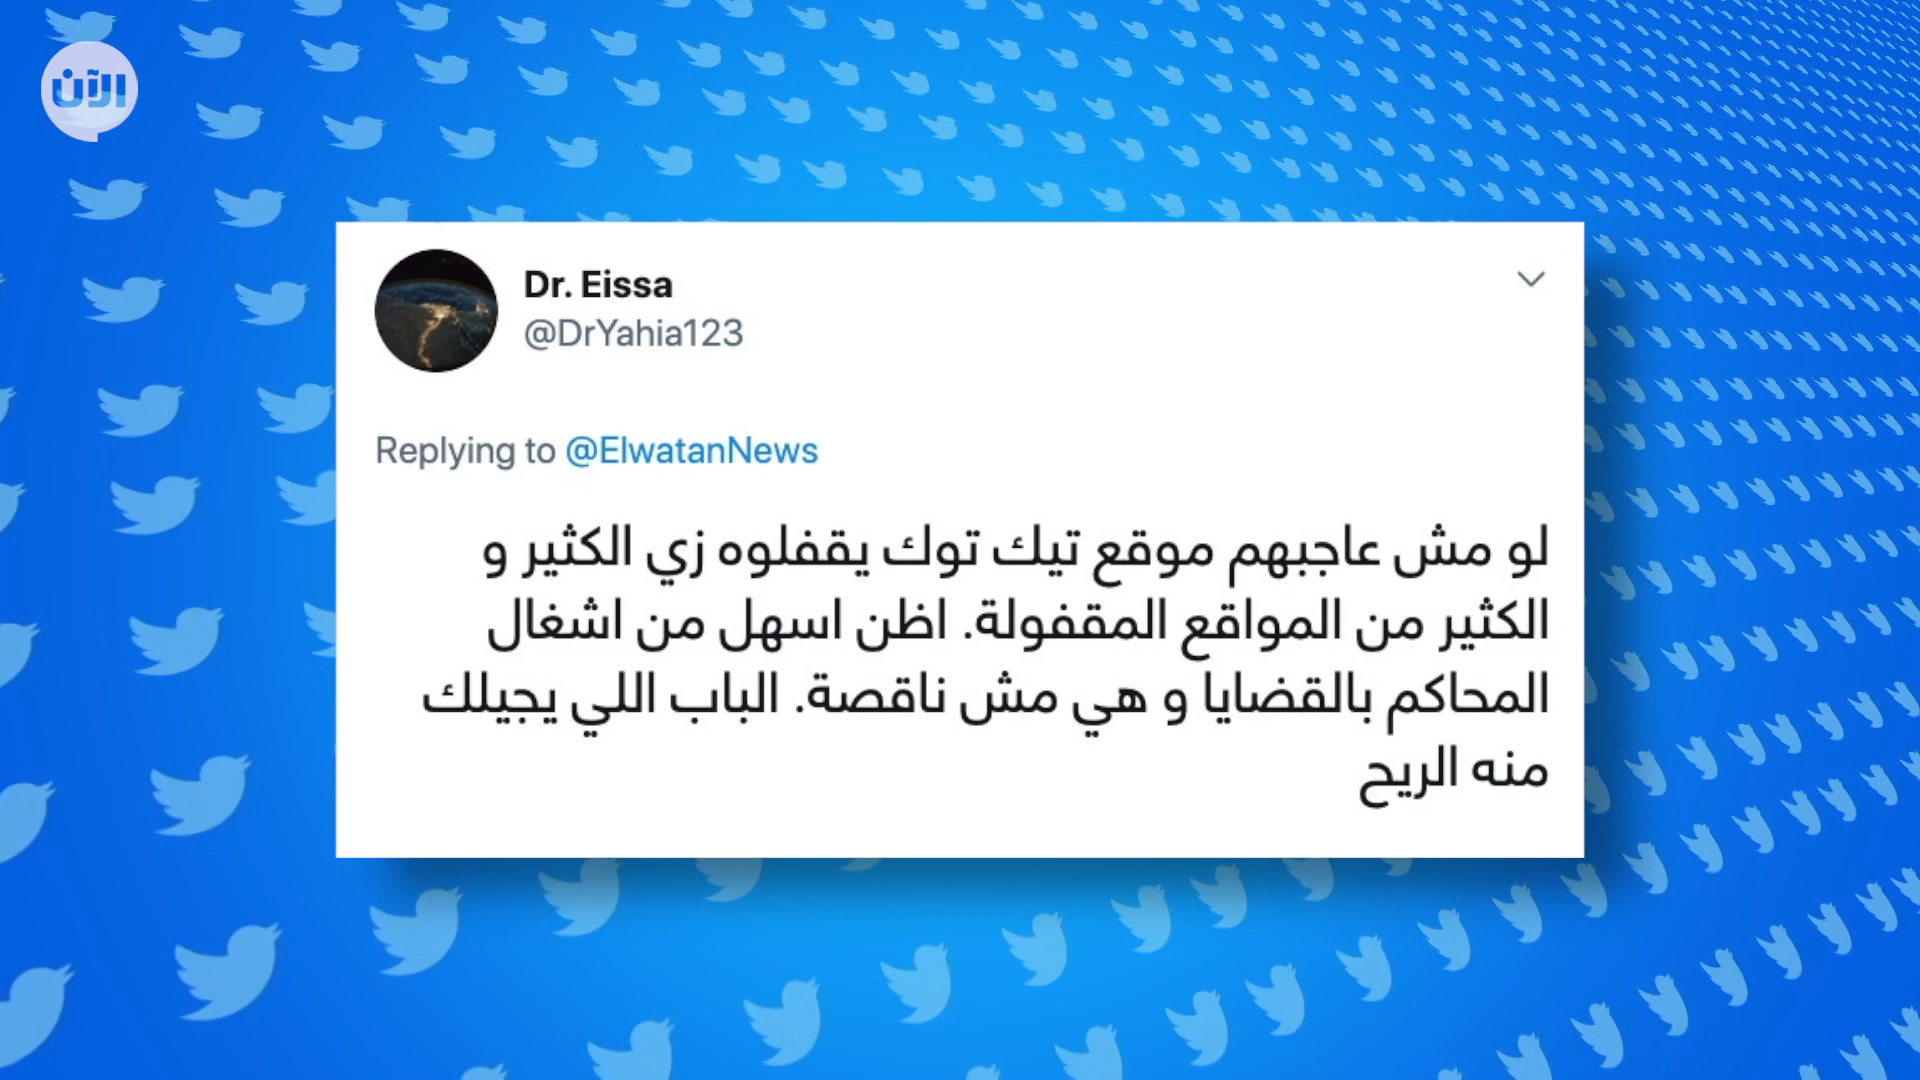 الآن
Dr. Eissa
@DrYahia123
Replying to @ElwatanNews
لو مش عاجبهم موقع تيك توك يقفلوه زي الكثير و
الكثير من المواقع المقفولة. اظن اسهل من اشغال
المحاكم بالقضايا و هي مش ناقصة. الباب اللي يجيلك
منه الريح